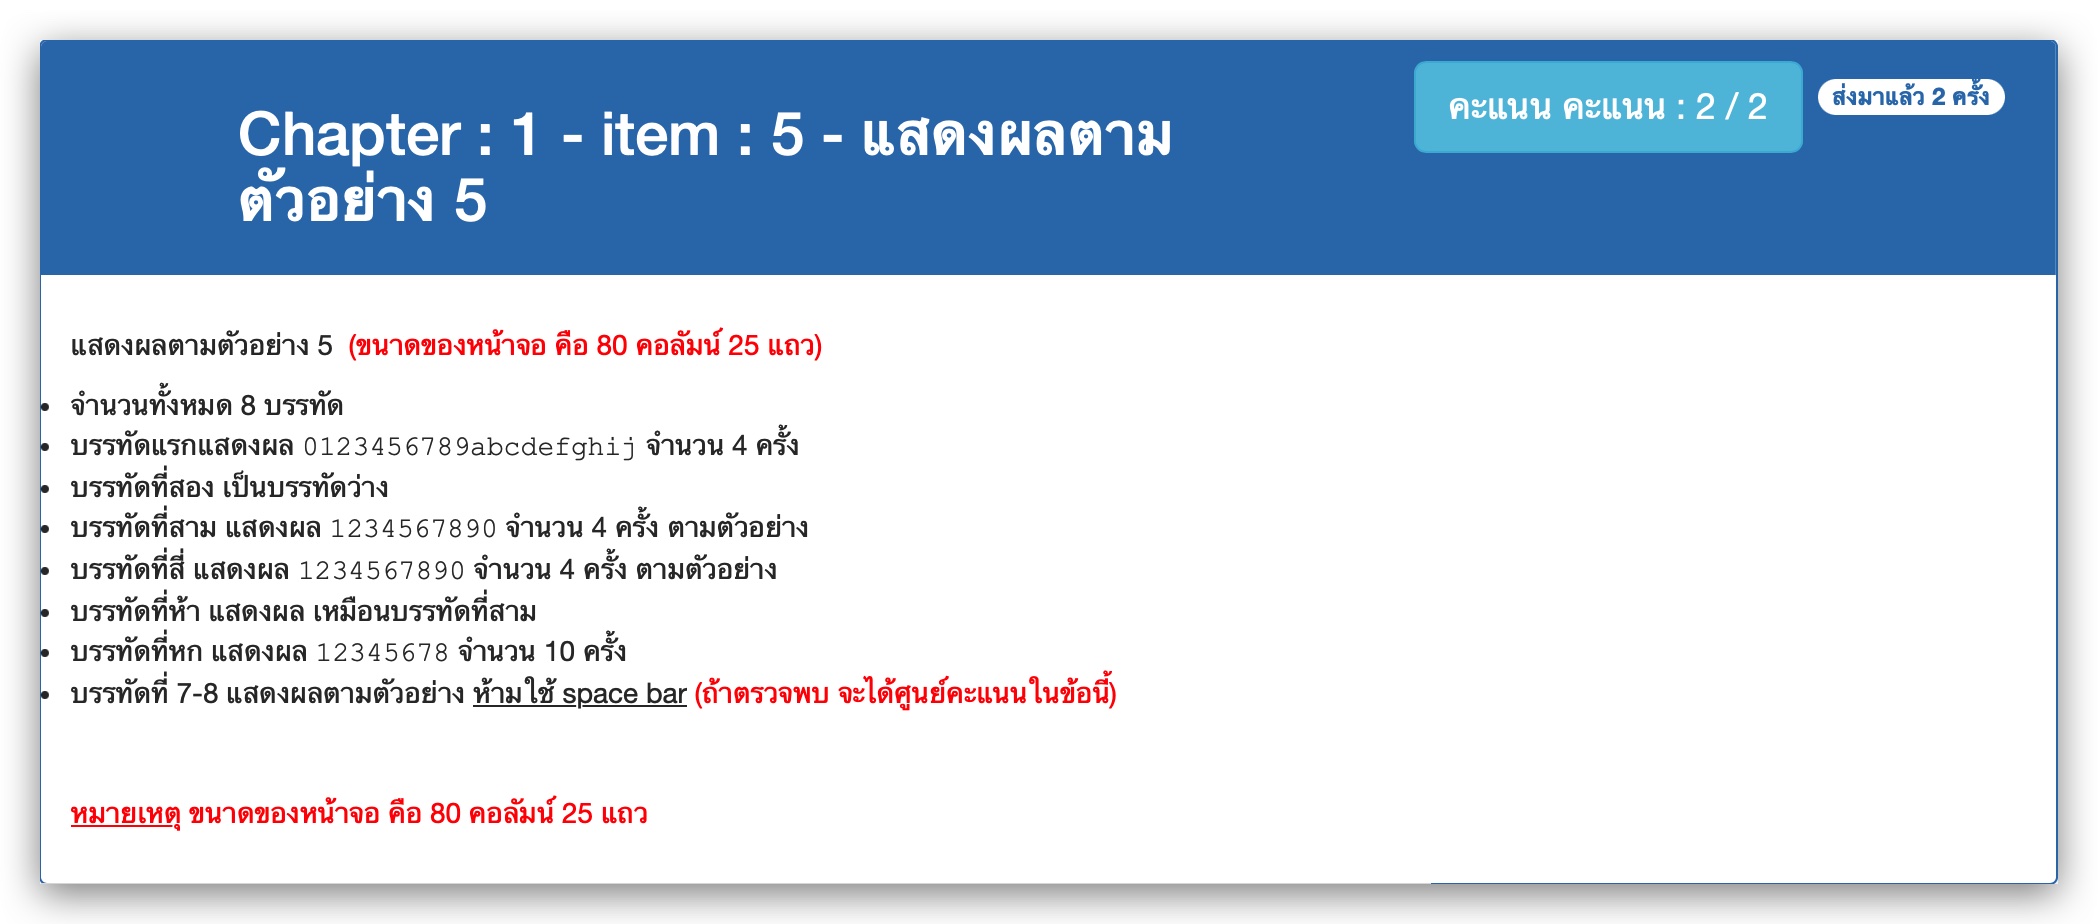 Chapter : 1 - item : 5 - แสดงผลตาม
ตัวอย่าง 5
คะแนน คะแนน : 2 / 2
ส่งมาแล้ว 2 ครั้ง
แสดงผลตามตัวอย่าง 5 (ขนาดของหน้าจอ คือ 80 คอลัมน์ 25 แถว)
• จำนวนทั้งหมด 8 บรรทัด
• บรรทัดแรกแสดงผล 0123456789abcdefghij จำนวน 4 ครั้ง
• บรรทัดที่สอง เป็นบรรทัดว่าง
• บรรทัดที่สาม แสดงผล 1234567890 จำนวน 4 ครั้ง ตามตัวอย่าง
• บรรทัดที่สี่ แสดงผล 1234567890 จำนวน 4 ครั้ง ตามตัวอย่าง
• บรรทัดที่ห้า แสดงผล เหมือนบรรทัดที่สาม
• บรรทัดที่หก แสดงผล 12345678 จำนวน 10 ครั้ง
• บรรทัดที่ 7-8 แสดงผลตามตัวอย่าง ห้ามใช้ space bar (ถ้าตรวจพบ จะได้ศูนย์คะแนนในข้อนี้)
หมายเหตุ ขนาดของหน้าจอ คือ 80 คอลัมน์ 25 แถว